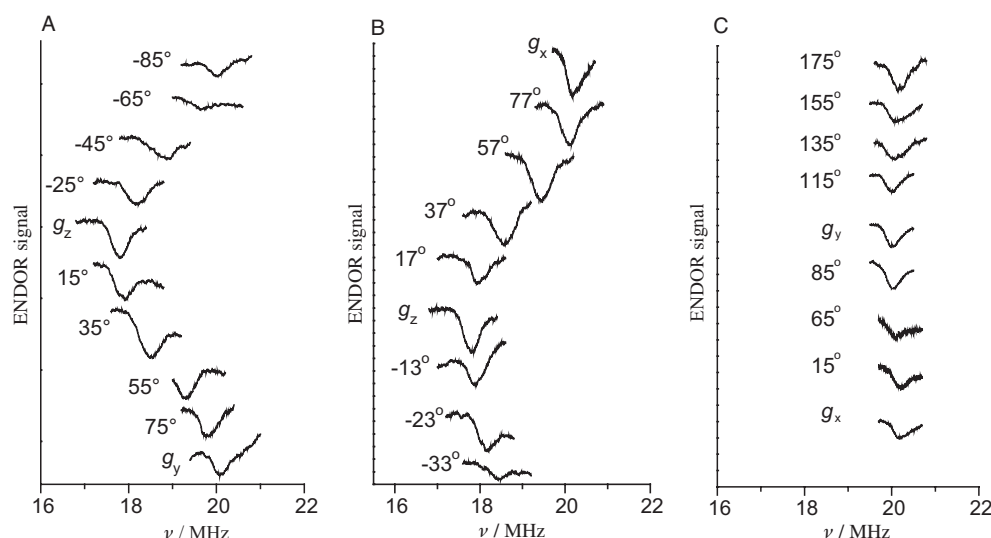 A
-85°
-65°
-45°
-25°
gz
15°
35°
55°
75°
gy
ENDOR signal
16 18 20 22
ν / MHz
B
gx
77°
57°
37°
17°
gz
-13°
-23°
-33°
ENDOR signal
16 18 20 22
ν / MHz
C
175°
155°
135°
115°
gy
85°
65°
15°
gx
ENDOR signal
16 18 20 22
ν / MHz